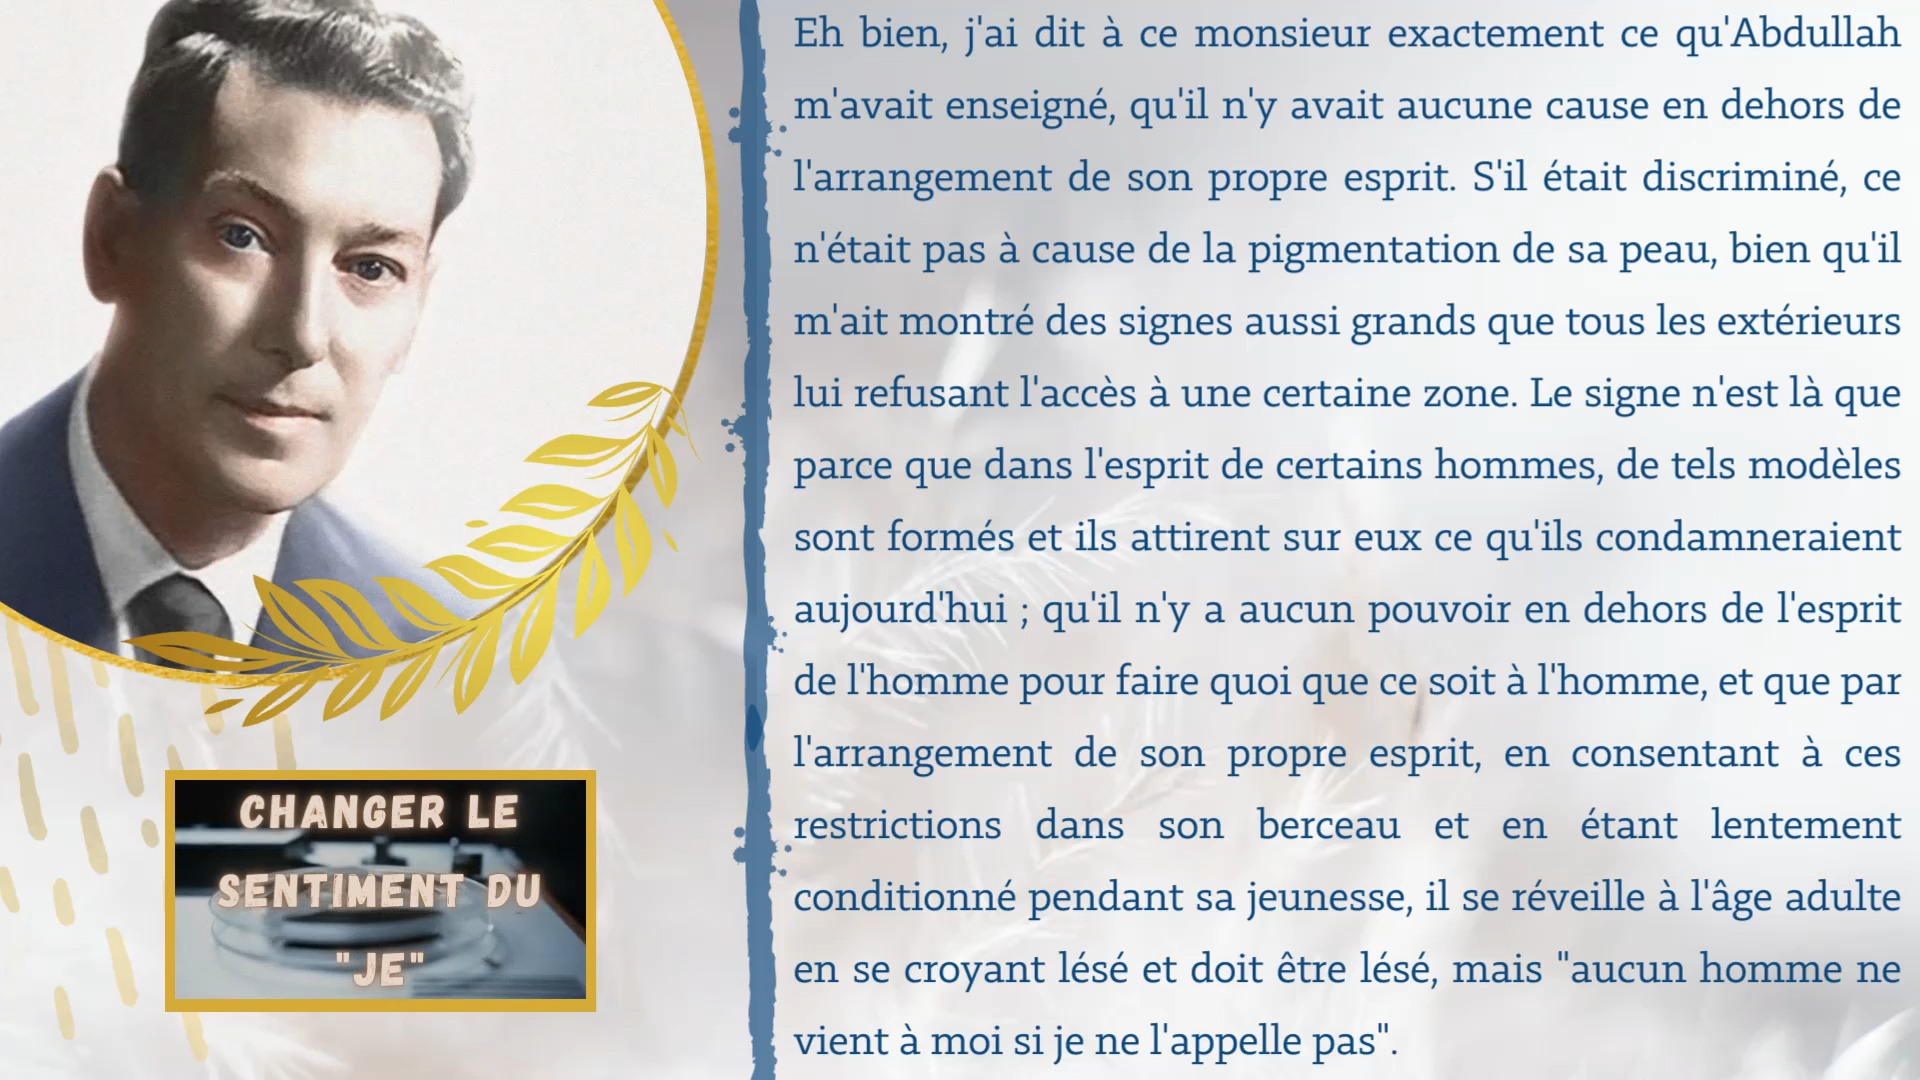 Eh bien, j'ai dit à ce monsieur exactement ce qu'Abdullah
m'avait enseigné, qu'il n'y avait aucune cause en dehors de
l'arrangement de son propre esprit. S'il était discriminé, ce
n'était pas à cause de la pigmentation de sa peau, bien qu'il
m'ait montré des signes aussi grands que tous les extérieurs
lui refusant l'accès à une certaine zone. Le signe n'est là que
parce que dans l'esprit de certains hommes, de tels modèles
sont formés et ils attirent sur eux ce qu'ils condamneraient
aujourd'hui ; qu'il n'y a aucun pouvoir en dehors de l'esprit
de l'homme pour faire quoi que ce soit à l'homme, et que par
l'arrangement de son propre esprit, en consentant à ces
restrictions dans son berceau et en étant lentement
conditionné pendant sa jeunesse, il se réveille à l'âge adulte
en se croyant lésé et doit être lésé, mais "aucun homme ne
vient à moi si je ne l'appelle pas".
CHANGER LE
SENTIMENT DU
"JE"